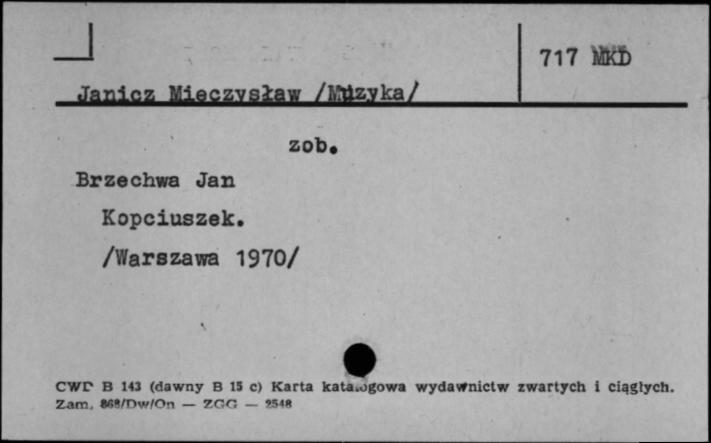 717 MKD
Janicz Mieczysław /Muzyka/
zob.
Brzechwa Jan
Kopciuszek.
/Warszawa 1970/
CWD B 143 (dawny B 15 c) Karta katalogowa wydawnictw zwartych i ciągłych.
Zam. 868/Dw/On — ZGG — 2548